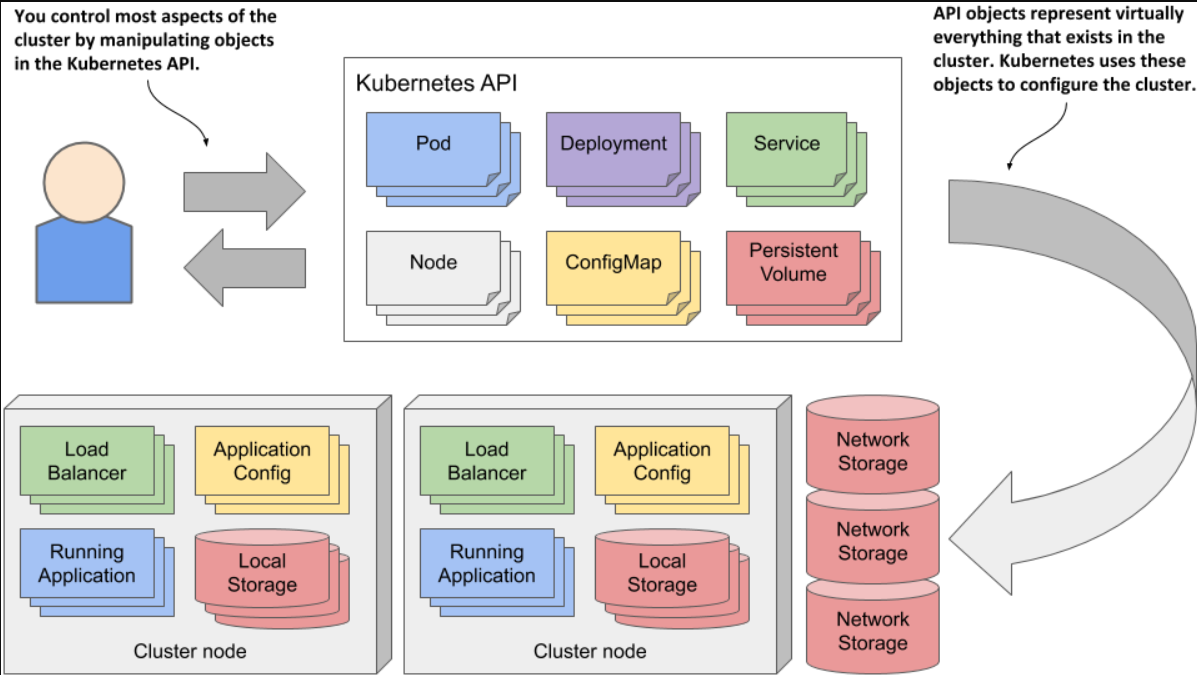 You control most aspects of the
cluster by manipulating objects
in the Kubernetes API.
API objects represent virtually
everything that exists in the
cluster. Kubernetes uses these
objects to configure the cluster.
Kubernetes API
Pod
Deployment
Service
Node
ConfigMap
Persistent
Volume
Load
Balancer
Application
Config
Running
Application
Local
Storage
Cluster node
Load
Balancer
Application
Config
Running
Application
Local
Storage
Cluster node
Network
Storage
Network
Storage
Network
Storage